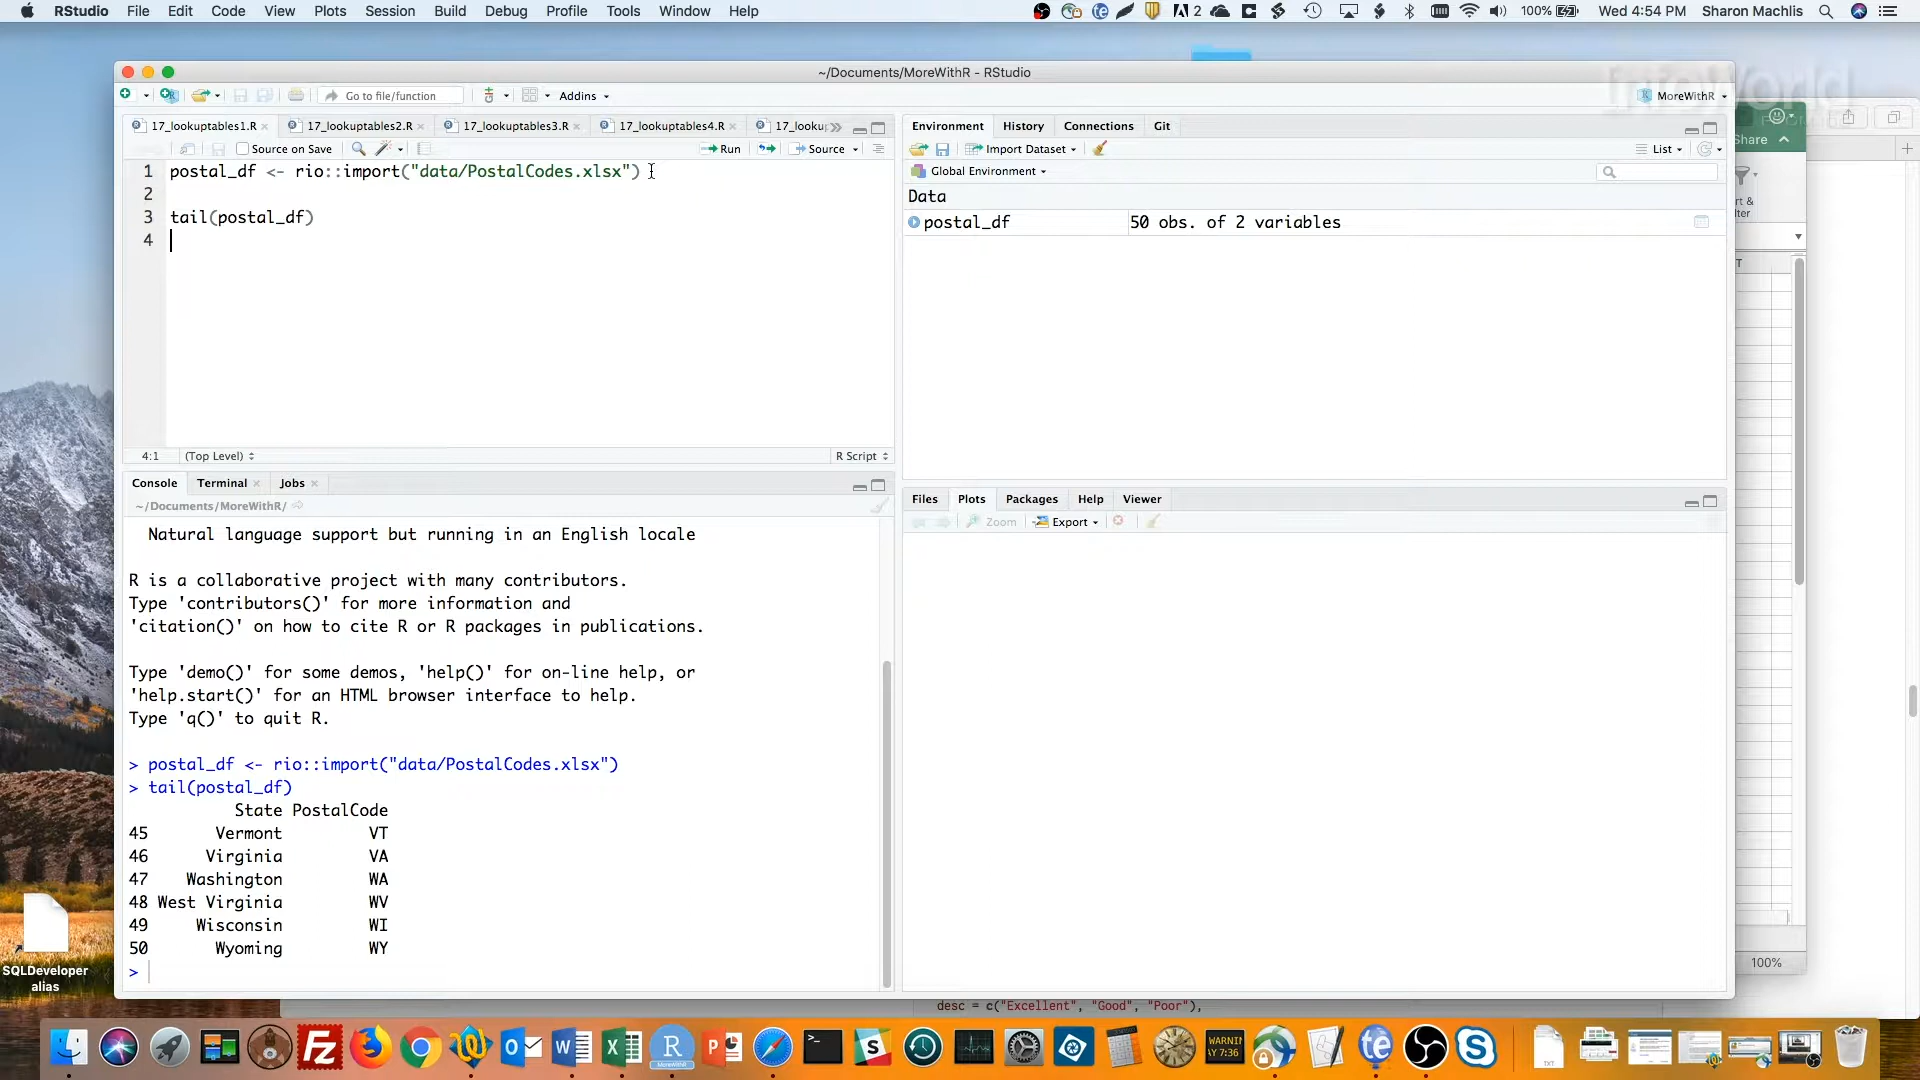 RStudio File Edit Code View Plots Session Build Debug Profile Tools Window Help
2 100% Wed 4:54 PM Sharon Machlis
InfoWorld
~/Documents/MoreWithR - RStudio
Go to file/function Addins MoreWithR
Share
17_lookuptables1.R 17_lookuptables2.R 17_lookuptables3.R 17_lookuptables4.R 17_looku
Source on Save Run Source
1 postal_df <- rio::import("data/PostalCodes.xlsx")
2
3 tail(postal_df)
4
4:1 (Top Level) R Script
Environment History Connections Git
Import Dataset List
Global Environment
Data
postal_df 50 obs. of 2 variables
Console Terminal Jobs
~/Documents/MoreWithR/
Natural language support but running in an English locale
R is a collaborative project with many contributors.
Type 'contributors()' for more information and
'citation()' on how to cite R or R packages in publications.
Type 'demo()' for some demos, 'help()' for on-line help, or
'help.start()' for an HTML browser interface to help.
Type 'q()' to quit R.
> postal_df <- rio::import("data/PostalCodes.xlsx")
> tail(postal_df)
State PostalCode
45 Vermont VT
46 Virginia VA
47 Washington WA
48 West Virginia WV
49 Wisconsin WI
50 Wyoming WY
>
Files Plots Packages Help Viewer
Zoom Export
rt &
lter
T
100%
desc = c("Excellent", "Good", "Poor"),
SQLDeveloper
alias